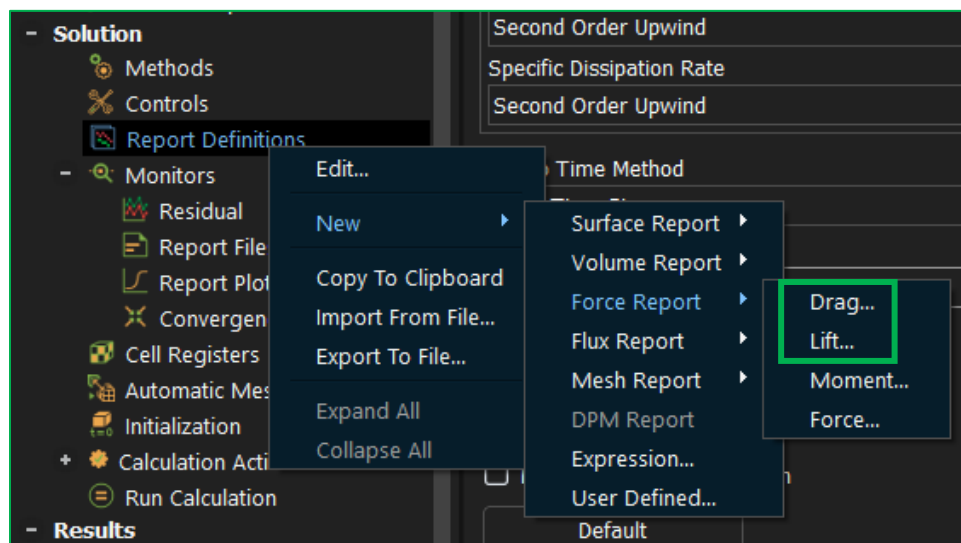 Solution
Methods
Controls
Report Definitions
Monitors
Residual
Report File
Report Plot
Convergen
Cell Registers
Automatic Mes
Initialization
Calculation Acti
Run Calculation
Results
Second Order Upwind
Specific Dissipation Rate
Second Order Upwind
Time Method
Edit...
New
Copy To Clipboard
Import From File...
Export To File...
Expand All
Collapse All
Surface Report
Volume Report
Force Report
Flux Report
Mesh Report
DPM Report
Expression...
User Defined...
Drag...
Lift...
Moment...
Force...
Default